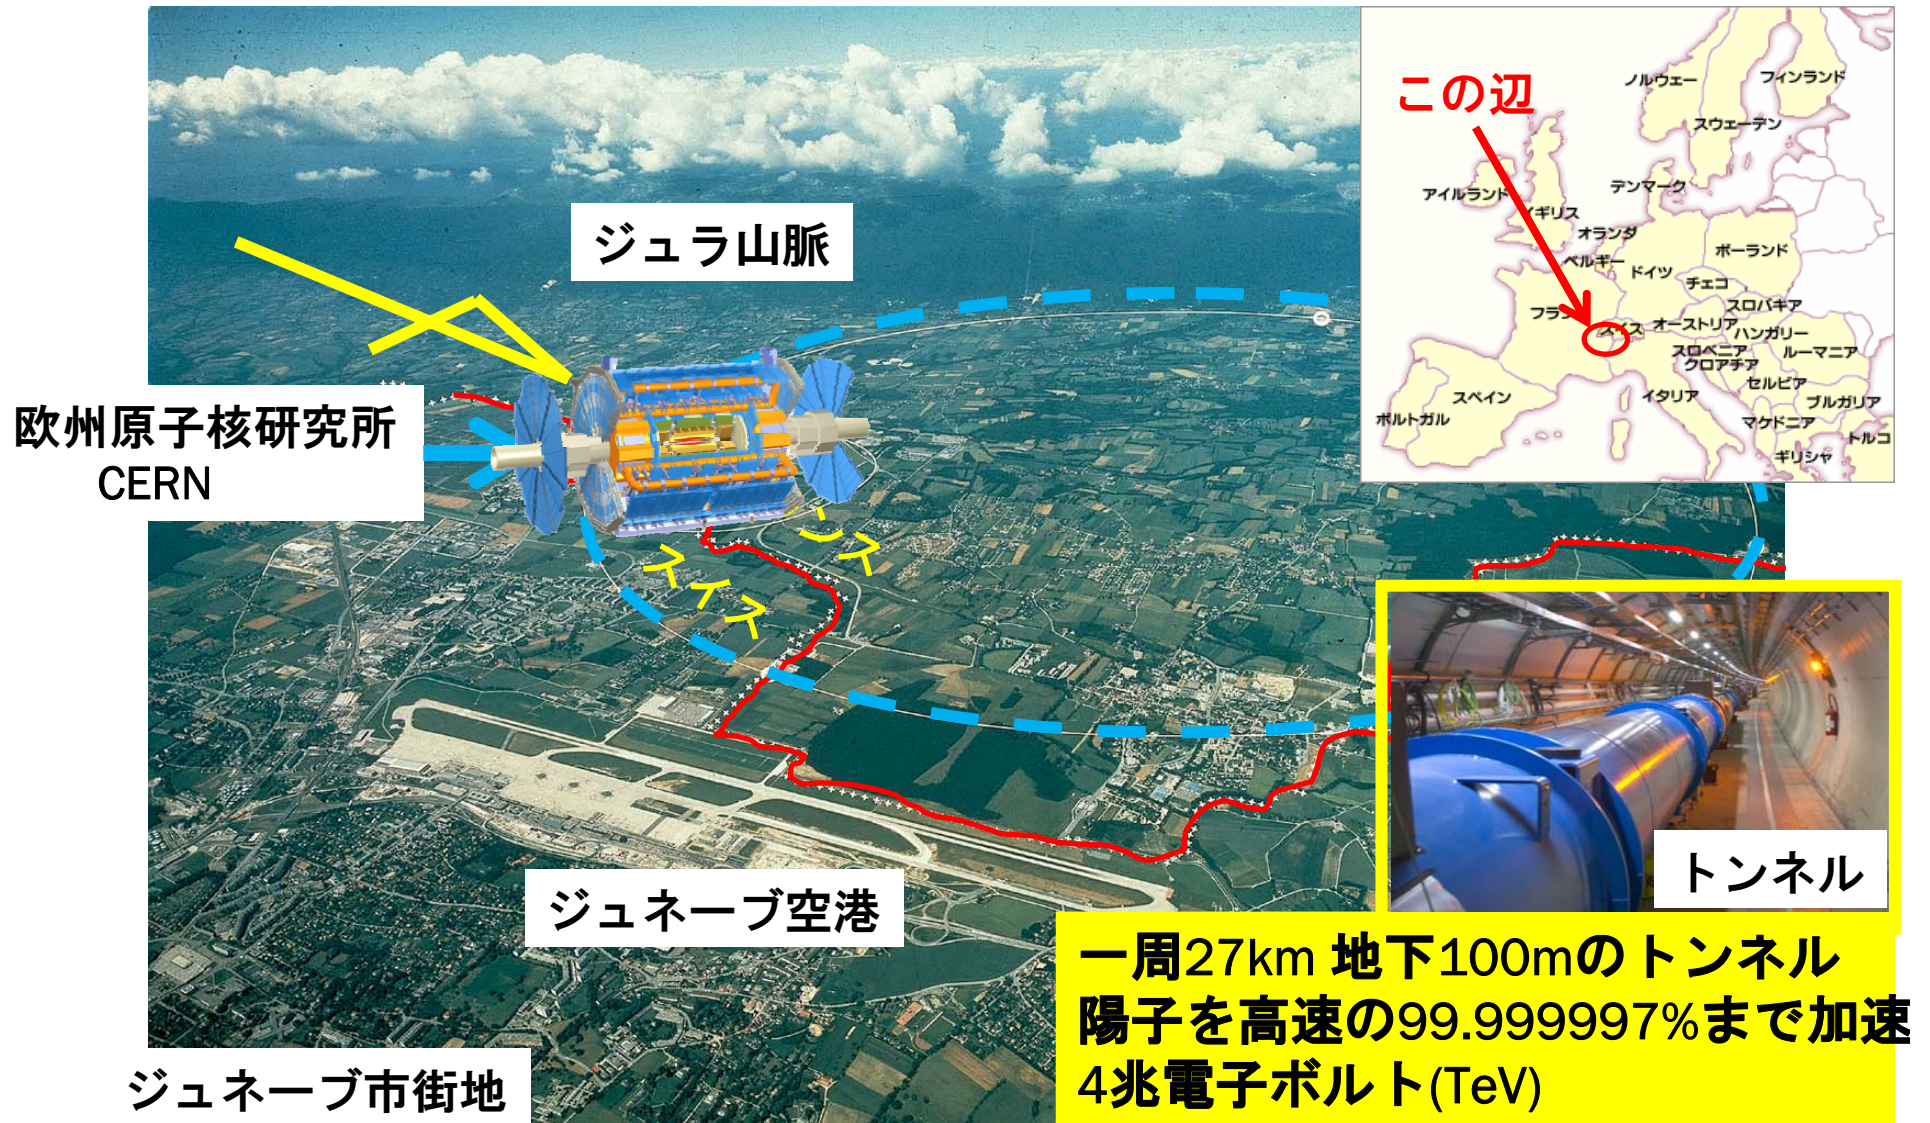 この辺
ノルウェー
フィンランド
スウェーデン
デンマーク
アイルランド
イギリス
オランダ
ポーランド
ベルギー
ドイツ
チェコ
スロバキア
フラン
スイス
オーストリア
ハンガリー
スロベニア
ルーマニア
クロアチア
セルビア
スペイン
イタリア
ブルガリア
ポルトガル
マケドニア
トルコ
ギリシャ
ジュラ山脈
欧州原子核研究所
CERN
ンス
スイス
トンネル
ジュネーブ空港
一周27km 地下100mのトンネル
陽子を高速の99.999997%まで加速
4兆電子ボルト(TeV)
ジュネーブ市街地